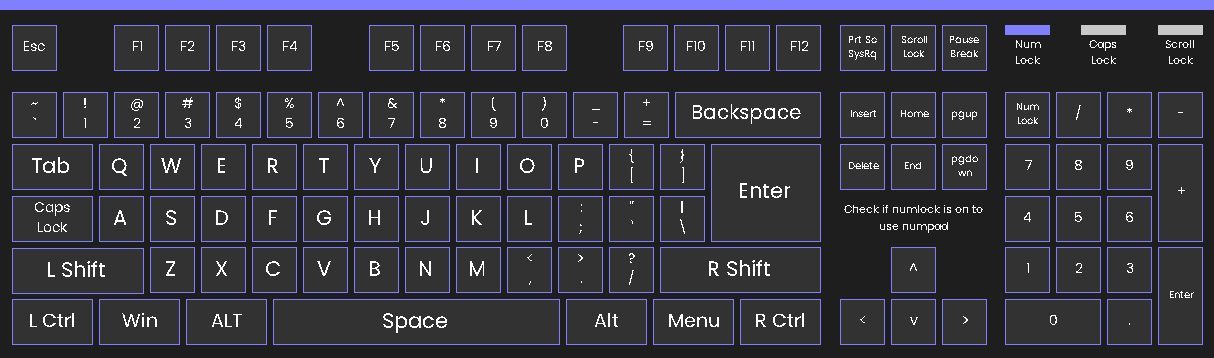 Esc F1 F2 F3 F4 F5 F6 F7 F8 F9 F10 F11 F12
Prt Sc
SysRq
Scroll
Lock
Pause
Break
Num
Lock
Caps
Lock
Scroll
Lock
~ ! @ # $ % ^ & * ( ) _ +
` 1 2 3 4 5 6 7 8 9 0 - =
Backspace
Insert Home pgup
Num
Lock
/ * -
Tab Q W E R T Y U I O P
{ }
[ ]
Enter
Delete End
pgdo
wn
7 8 9 +
Caps
Lock
A S D F G H J K L
: " |
; ' \
Check if numlock is on to
use numpad
4 5 6
L Shift Z X C V B N M
< > ?
, . /
R Shift
^
1 2 3 Enter
L Ctrl Win ALT Space Alt Menu R Ctrl
< v >
0 .